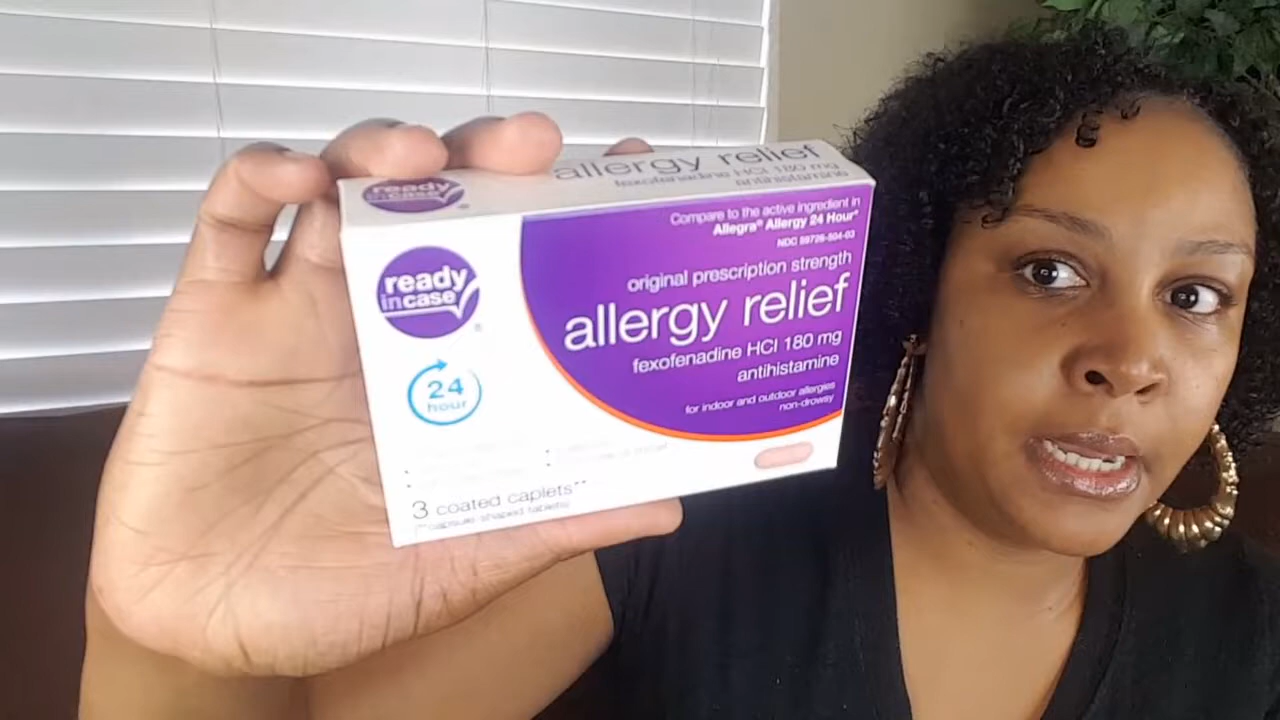 ready
in case
allergy relief
fexofenadine HCl 180 mg
antihistamine
ready
in case
®
24
hour
Compare to the active ingredient in
Allegra® Allergy 24 Hour*
NDC 59726-504-03
original prescription strength
allergy relief
fexofenadine HCl 180 mg
antihistamine
for indoor and outdoor allergies
non-drowsy
3 coated caplets**
(**capsule-shaped tablets)